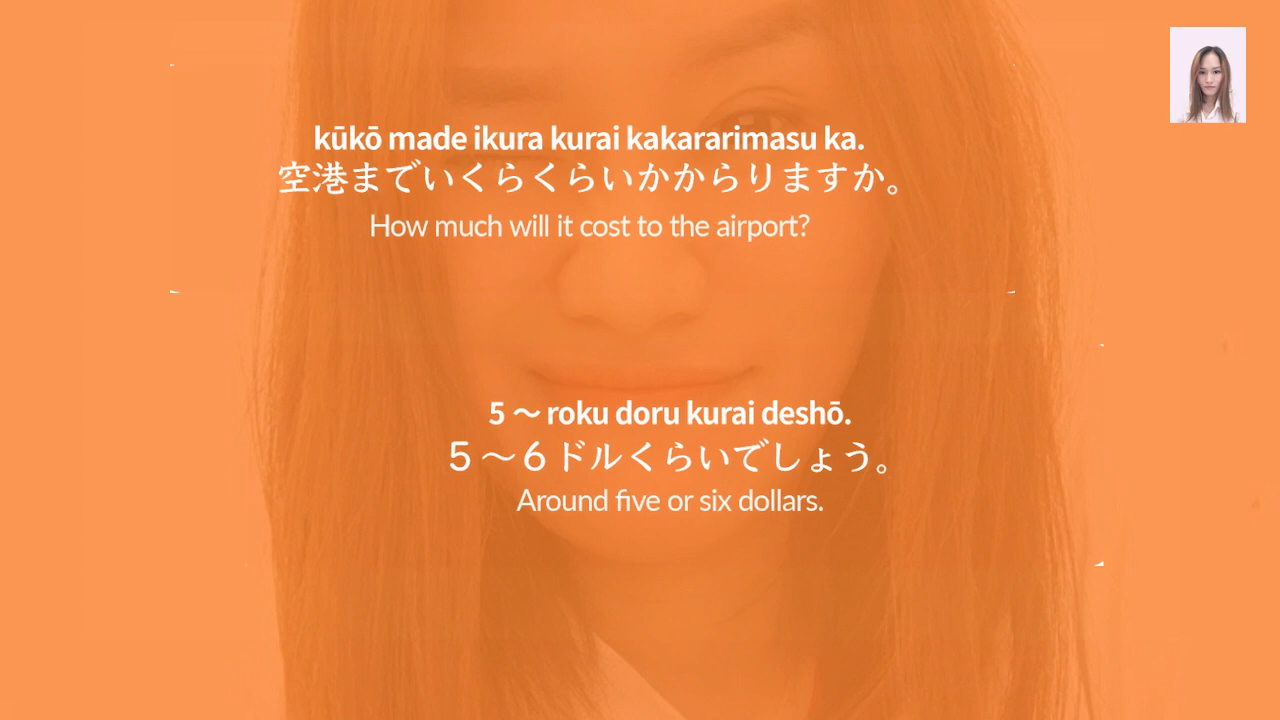 kūkō made ikura kurai kakararimasu ka.
空港までいくらくらいかからりますか。
How much will it cost to the airport?
5 〜 roku doru kurai deshō.
５〜６ドルくらいでしょう。
Around five or six dollars.